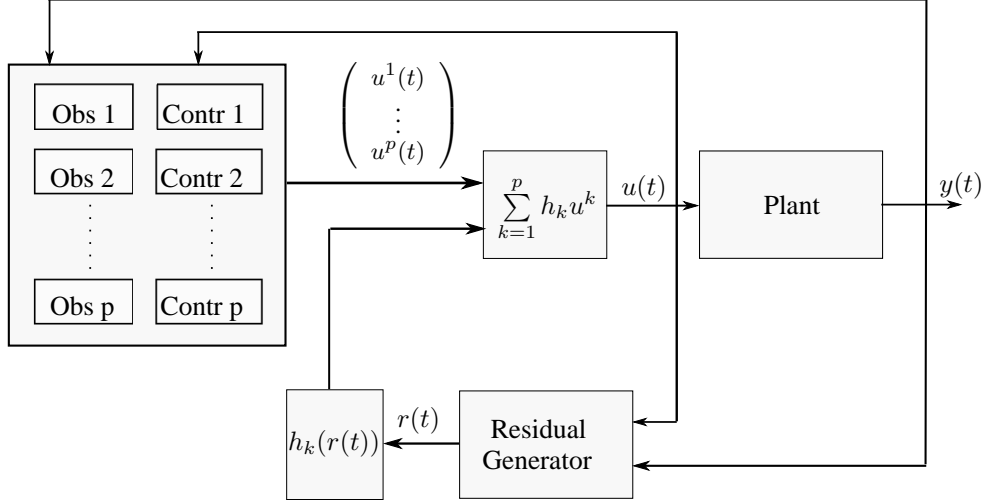 Obs 1 Contr 1
Obs 2 Contr 2
Obs p Contr p
u^1(t)
⋮
u^p(t)
∑_{k=1}^{p} h_k u^k
u(t)
Plant
y(t)
h_k(r(t))
r(t)
Residual
Generator